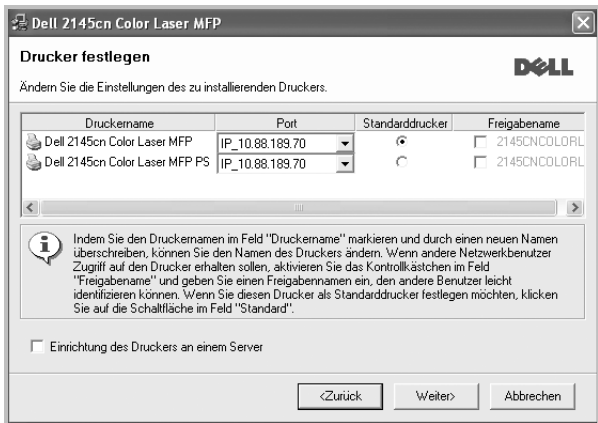 Dell 2145cn Color Laser MFP
Drucker festlegen
DELL
Ändern Sie die Einstellungen des zu installierenden Druckers.
Druckername Port Standarddrucker Freigabename
Dell 2145cn Color Laser MFP IP_10.88.189.70 2145CNCOLORL
Dell 2145cn Color Laser MFP PS IP_10.88.189.70 2145CNCOLORL
Indem Sie den Druckernamen im Feld "Druckername" markieren und durch einen neuen Namen
überschreiben, können Sie den Namen des Druckers ändern. Wenn andere Netzwerkbenutzer
Zugriff auf den Drucker erhalten sollen, aktivieren Sie das Kontrollkästchen im Feld
"Freigabename" und geben Sie einen Freigabennamen ein, den andere Benutzer leicht
identifizieren können. Wenn Sie diesen Drucker als Standarddrucker festlegen möchten, klicken
Sie auf die Schaltfläche im Feld "Standard".
Einrichtung des Druckers an einem Server
<Zurück Weiter> Abbrechen